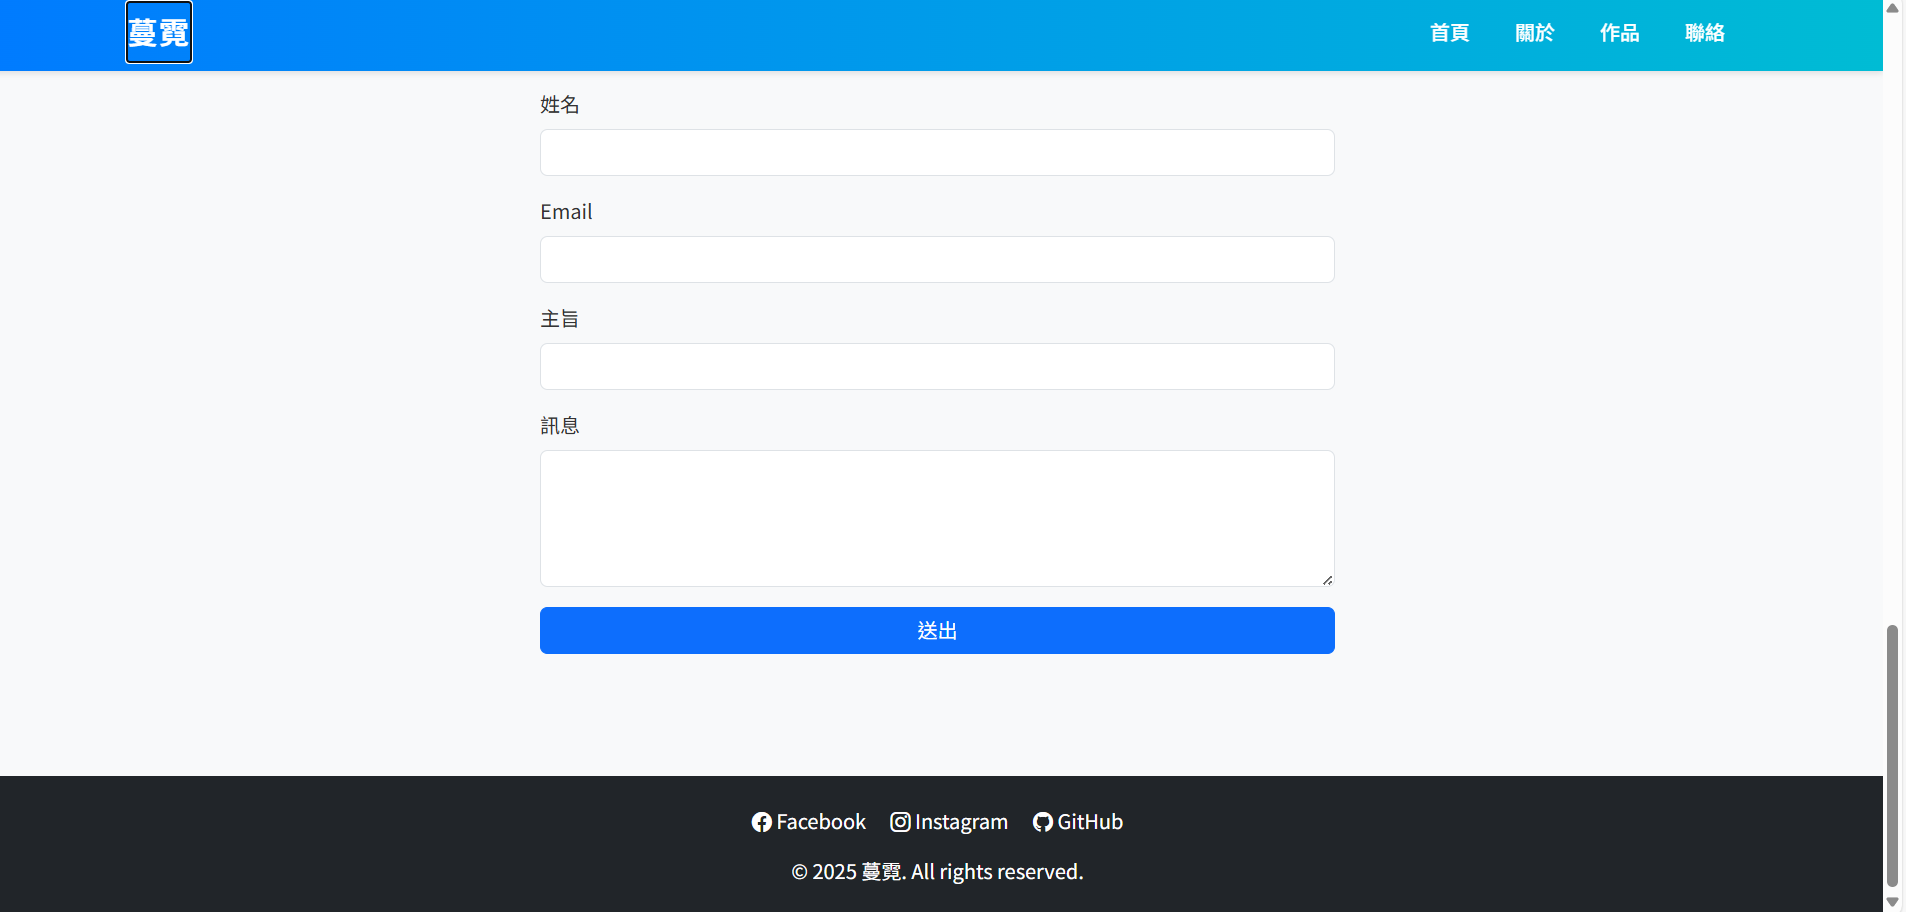 蔓霓
首頁 關於 作品 聯絡
姓名
Email
主旨
訊息
送出
Facebook Instagram GitHub
© 2025 蔓霓. All rights reserved.